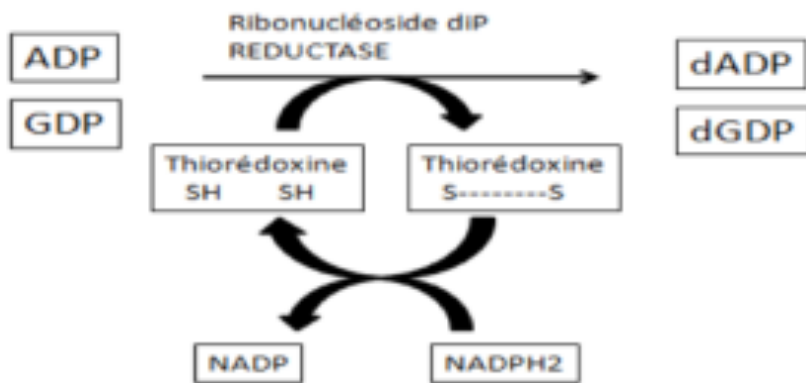 Ribonucléoside diP
REDUCTASE
ADP
GDP
dADP
dGDP
Thiorédoxine
SH SH
Thiorédoxine
S--------S
NADP
NADPH2